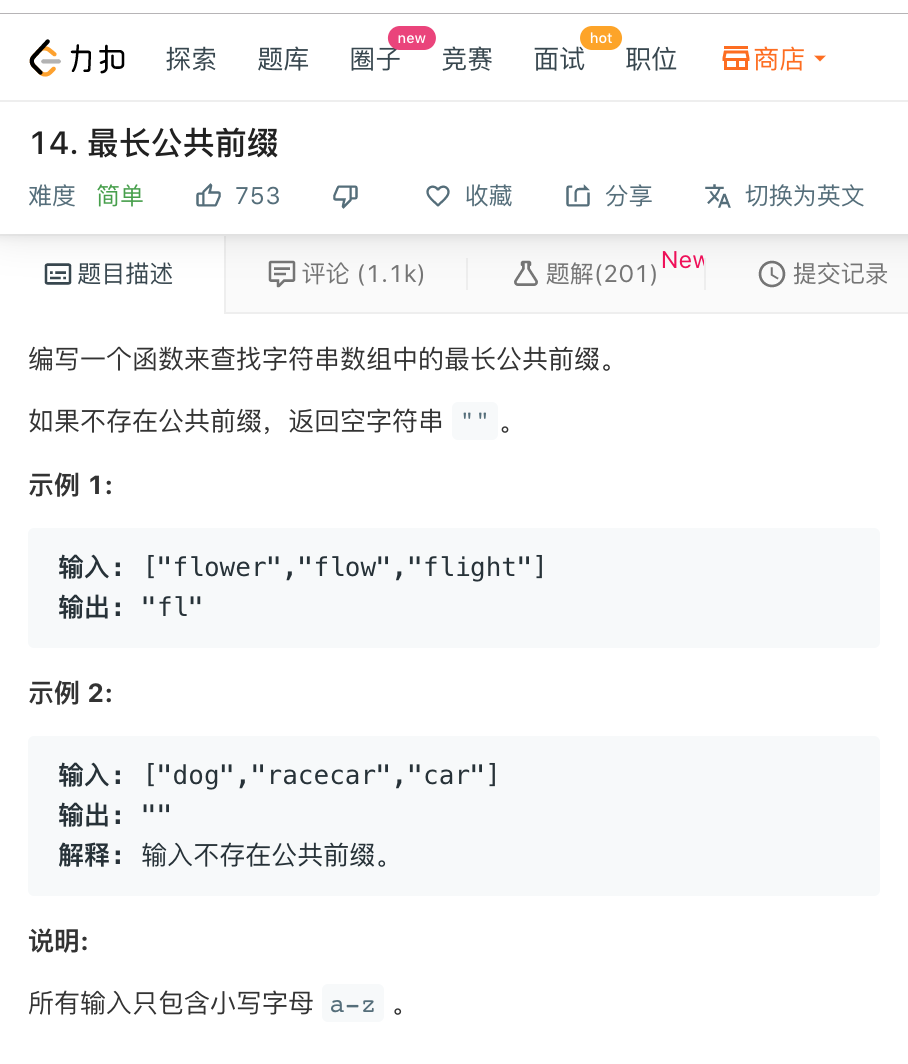 力扣 探索 题库 圈子 new 竞赛 面试 hot 职位 商店
14. 最长公共前缀
难度 简单 753 收藏 分享 切换为英文
题目描述 评论 (1.1k) 题解(201) New 提交记录
编写一个函数来查找字符串数组中的最长公共前缀。
如果不存在公共前缀，返回空字符串 ""。
示例 1:
输入: ["flower","flow","flight"]
输出: "fl"
示例 2:
输入: ["dog","racecar","car"]
输出: ""
解释: 输入不存在公共前缀。
说明:
所有输入只包含小写字母 a-z 。